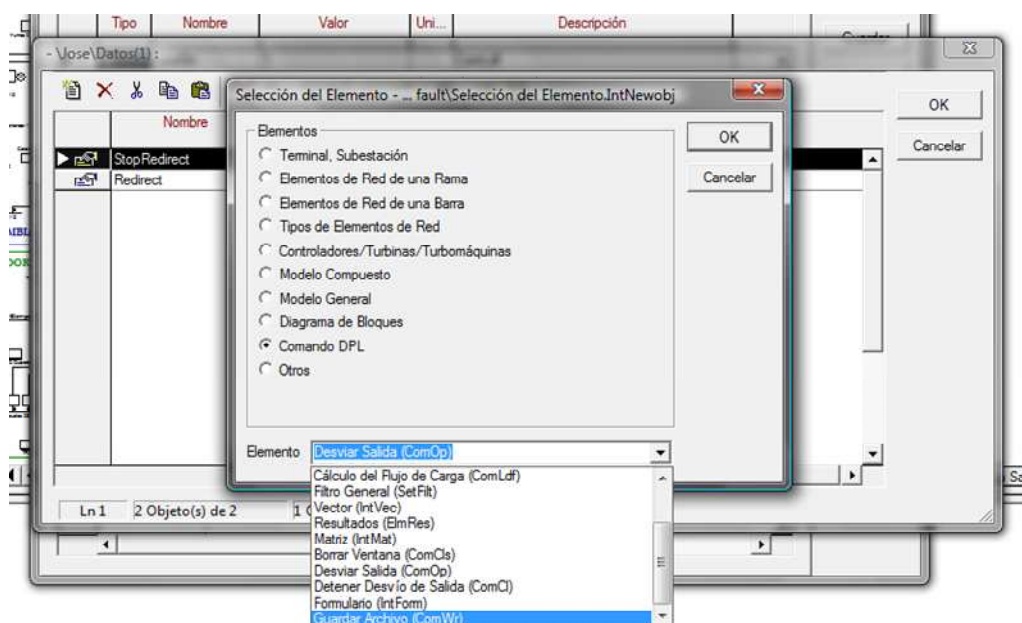 Tipo Nombre Valor Uni... Descripción
- \Jose\Datos(1) :
Selección del Elemento - ... fault\Selección del Elemento.IntNewobj
OK
Cancelar
Nombre
StopRedirect
Redirect
Elementos
Terminal, Subestación
Elementos de Red de una Rama
Elementos de Red de una Barra
Tipos de Elementos de Red
Controladores/Turbinas/Turbomáquinas
Modelo Compuesto
Modelo General
Diagrama de Bloques
Comando DPL
Otros
OK
Cancelar
Elemento Desviar Salida (ComOp)
Cálculo del Flujo de Carga (ComLdf)
Filtro General (SetFilt)
Vector (IntVec)
Resultados (ElmRes)
Matriz (IntMat)
Borrar Ventana (ComCls)
Desviar Salida (ComOp)
Detener Desvío de Salida (ComCl)
Formulario (IntForm)
Guardar Archivo (ComWr)
Ln 1 2 Objeto(s) de 2